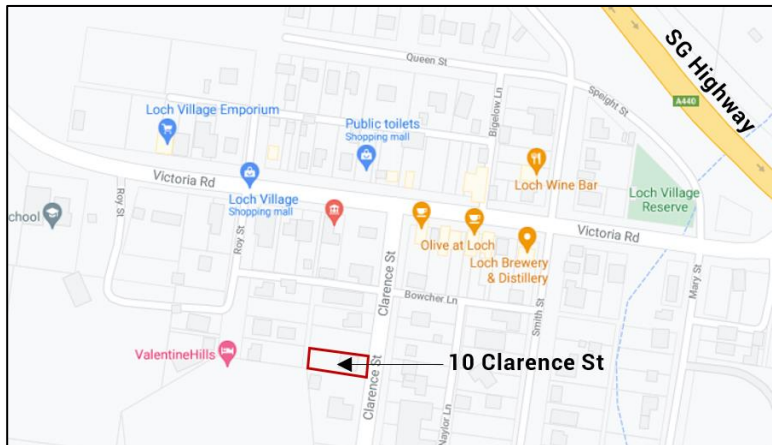 SG Highway
A440
Queen St
Speight St
Bigelow Ln
Loch Village Emporium
Public toilets
Shopping mall
Loch Wine Bar
Victoria Rd
Loch Village
Shopping mall
Loch Village
Reserve
Roy St
chool
Roy St
Olive at Loch
Victoria Rd
Loch Brewery
& Distillery
Clarence St
Bowcher Ln
Smith St
Mary St
ValentineHills
10 Clarence St
Clarence St
Naylor Ln